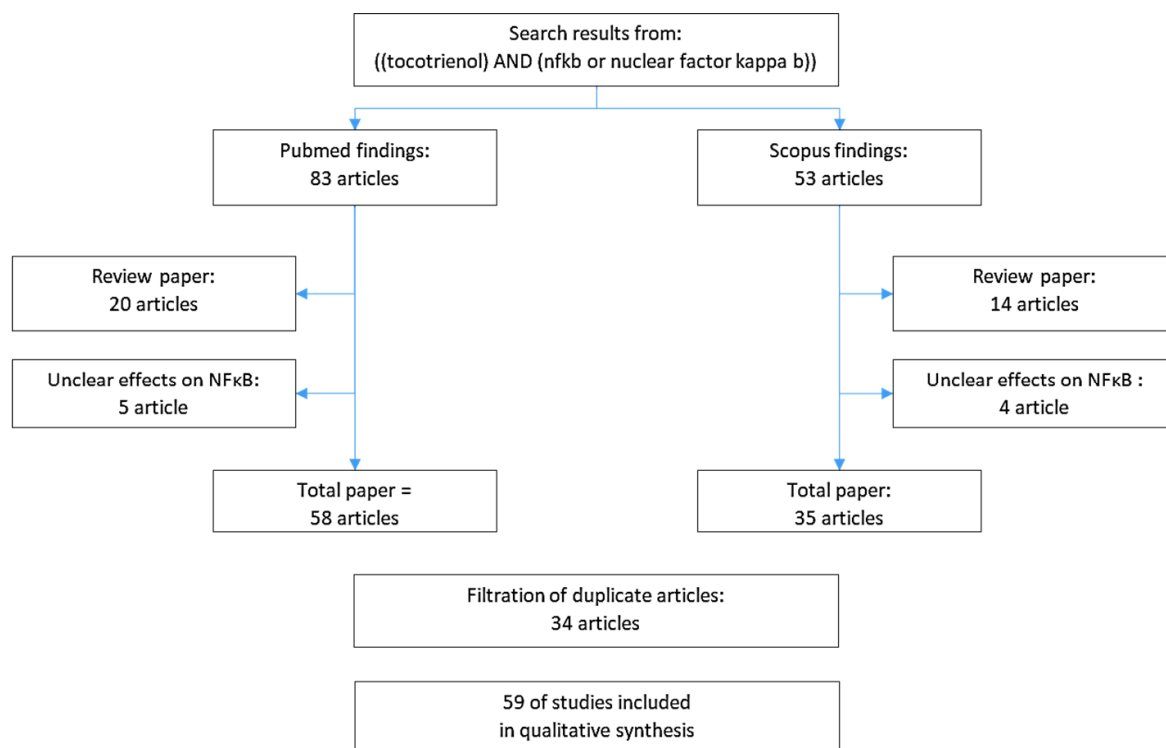 Search results from:
((tocotrienol) AND (nfkb or nuclear factor kappa b))
Pubmed findings:
83 articles
Scopus findings:
53 articles
Review paper:
20 articles
Review paper:
14 articles
Unclear effects on NFκB:
5 article
Unclear effects on NFκB :
4 article
Total paper =
58 articles
Total paper:
35 articles
Filtration of duplicate articles:
34 articles
59 of studies included
in qualitative synthesis